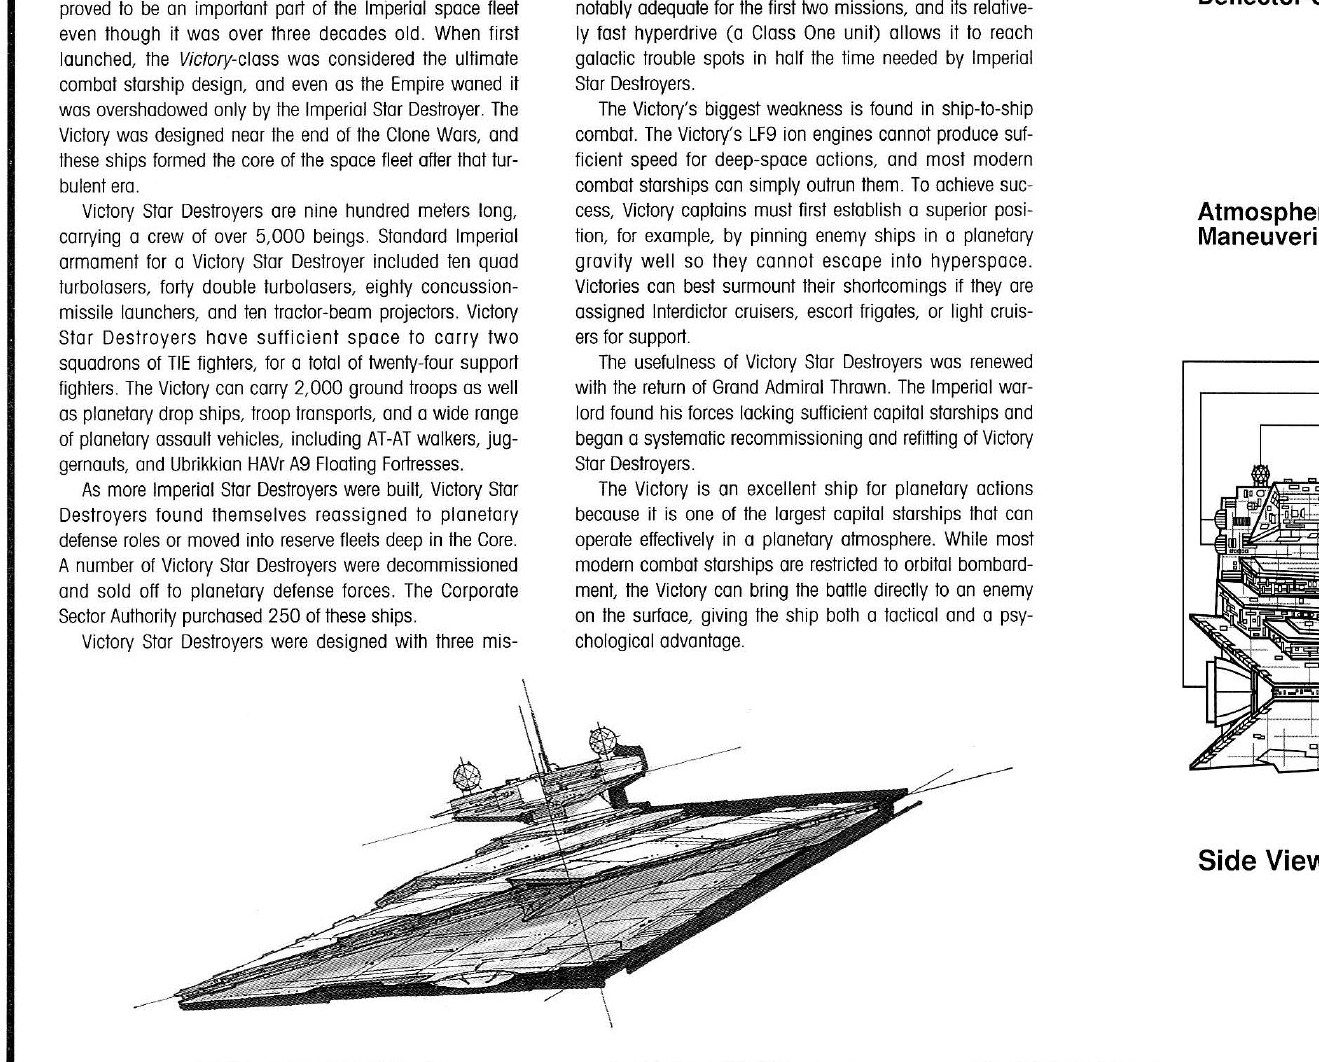 proved to be an important part of the Imperial space fleet
even though it was over three decades old. When first
launched, the Victory-class was considered the ultimate
combat starship design, and even as the Empire waned it
was overshadowed only by the Imperial Star Destroyer. The
Victory was designed near the end of the Clone Wars, and
these ships formed the core of the space fleet after that tur-
bulent era.
Victory Star Destroyers are nine hundred meters long,
carrying a crew of over 5,000 beings. Standard Imperial
armament for a Victory Star Destroyer included ten quad
turbolasers, forty double turbolasers, eighty concussion-
missile launchers, and ten tractor-beam projectors. Victory
Star Destroyers have sufficient space to carry two
squadrons of TIE fighters, for a total of twenty-four support
fighters. The Victory can carry 2,000 ground troops as well
as planetary drop ships, troop transports, and a wide range
of planetary assault vehicles, including AT-AT walkers, jug-
gernauts, and Ubrikkian HAVr A9 Floating Fortresses.
As more Imperial Star Destroyers were built, Victory Star
Destroyers found themselves reassigned to planetary
defense roles or moved into reserve fleets deep in the Core.
A number of Victory Star Destroyers were decommissioned
and sold off to planetary defense forces. The Corporate
Sector Authority purchased 250 of these ships.
Victory Star Destroyers were designed with three mis-
notably adequate for the first two missions, and its relative-
ly fast hyperdrive (a Class One unit) allows it to reach
galactic trouble spots in half the time needed by Imperial
Star Destroyers.
The Victory's biggest weakness is found in ship-to-ship
combat. The Victory's LF9 ion engines cannot produce suf-
ficient speed for deep-space actions, and most modern
combat starships can simply outrun them. To achieve suc-
cess, Victory captains must first establish a superior posi-
tion, for example, by pinning enemy ships in a planetary
gravity well so they cannot escape into hyperspace.
Victories can best surmount their shortcomings if they are
assigned Interdictor cruisers, escort frigates, or light cruis-
ers for support.
The usefulness of Victory Star Destroyers was renewed
with the return of Grand Admiral Thrawn. The Imperial war-
lord found his forces lacking sufficient capital starships and
began a systematic recommissioning and refitting of Victory
Star Destroyers.
The Victory is an excellent ship for planetary actions
because it is one of the largest capital starships that can
operate effectively in a planetary atmosphere. While most
modern combat starships are restricted to orbital bombard-
ment, the Victory can bring the battle directly to an enemy
on the surface, giving the ship both a tactical and a psy-
chological advantage.
Atmospher
Maneuveri
Side View